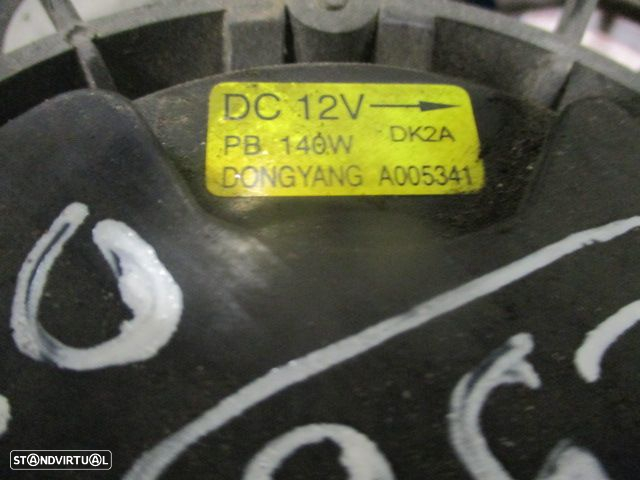 DC 12V
PB 140W DK2A
DONGYANG A005341
STANDVIRTUAL